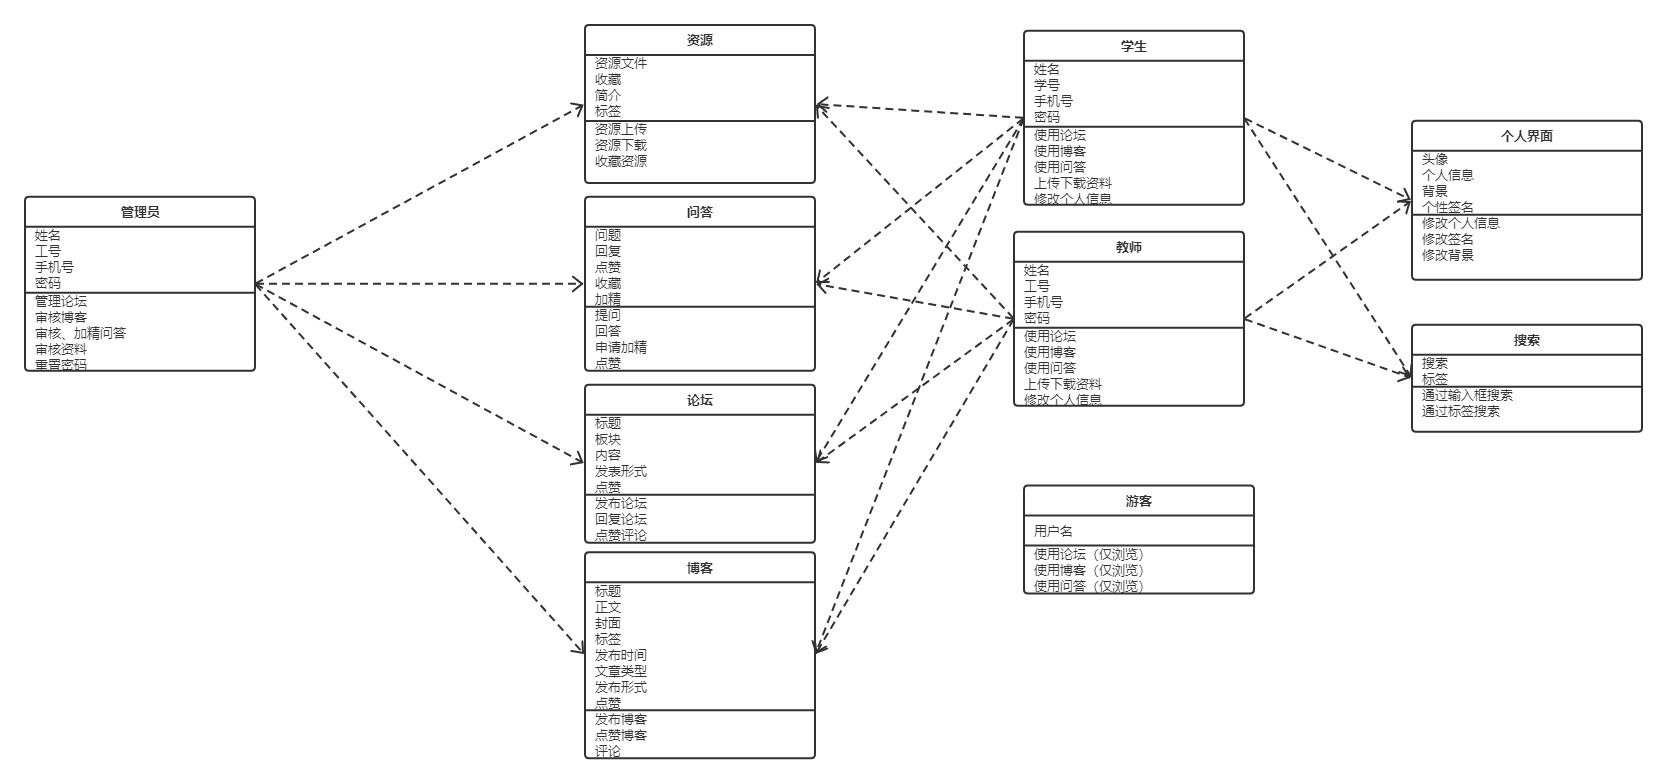 管理员
姓名
工号
手机号
密码
管理论坛
审核博客
审核、加精问答
审核资料
重置密码
资源
资源文件
收藏
简介
标签
资源上传
资源下载
收藏资源
问答
问题
回复
点赞
收藏
加精
提问
回答
申请加精
点赞
论坛
标题
板块
内容
发表形式
点赞
发布论坛
回复论坛
点赞评论
博客
标题
正文
封面
标签
发布时间
文章类型
发布形式
点赞
发布博客
点赞博客
评论
学生
姓名
学号
手机号
密码
使用论坛
使用博客
使用问答
上传下载资料
修改个人信息
教师
姓名
工号
手机号
密码
使用论坛
使用博客
使用问答
上传下载资料
修改个人信息
游客
用户名
使用论坛（仅浏览）
使用博客（仅浏览）
使用问答（仅浏览）
个人界面
头像
个人信息
背景
个性签名
修改个人信息
修改签名
修改背景
搜索
搜索
标签
通过输入框搜索
通过标签搜索